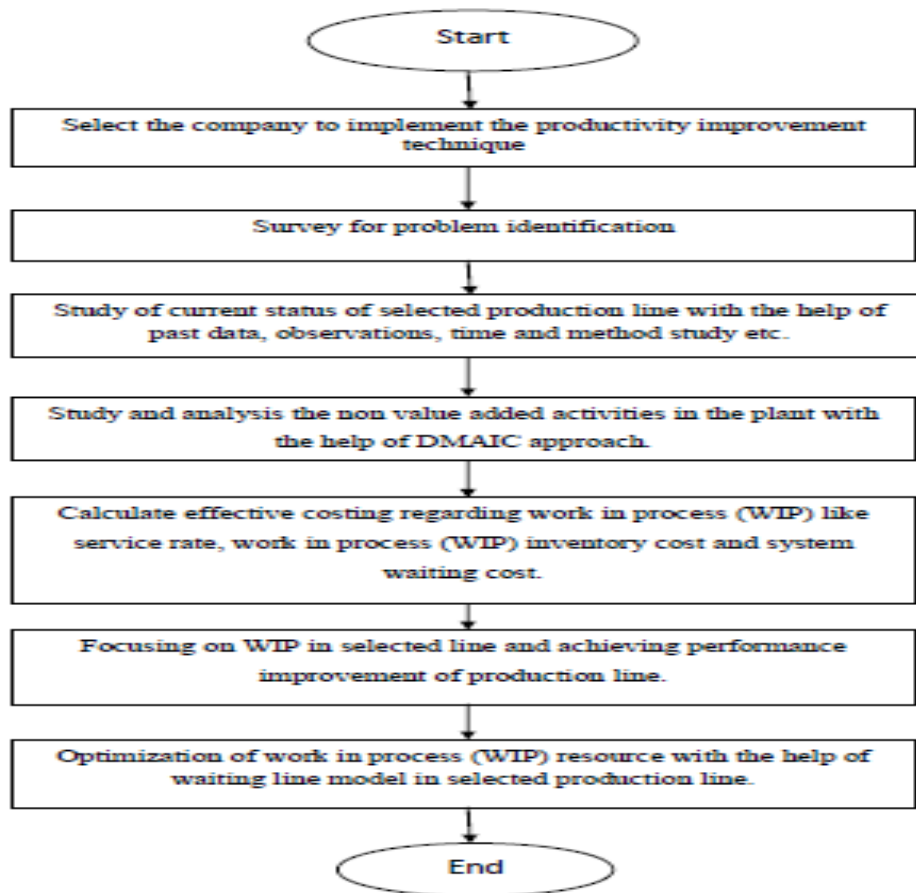 Start
Select the company to implement the productivity improvement
technique
Survey for problem identification
Study of current status of selected production line with the help of
past data, observations, time and method study etc.
Study and analysis the non value added activities in the plant with
the help of DMAIC approach.
Calculate effective costing regarding work in process (WIP) like
service rate, work in process (WIP) inventory cost and system
waiting cost.
Focusing on WIP in selected line and achieving performance
improvement of production line.
Optimization of work in process (WIP) resource with the help of
waiting line model in selected production line.
End